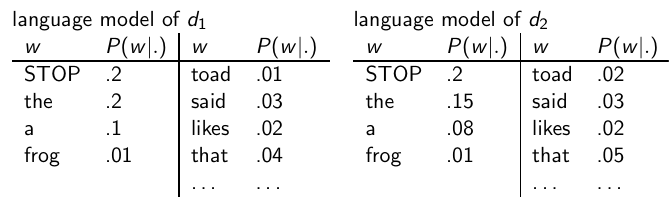 language model of d1 language model of d2
w P(w|.) w P(w|.) w P(w|.) w P(w|.)
STOP .2 toad .01 STOP .2 toad .02
the .2 said .03 the .15 said .03
a .1 likes .02 a .08 likes .02
frog .01 that .04 frog .01 that .05
... ... ... ...